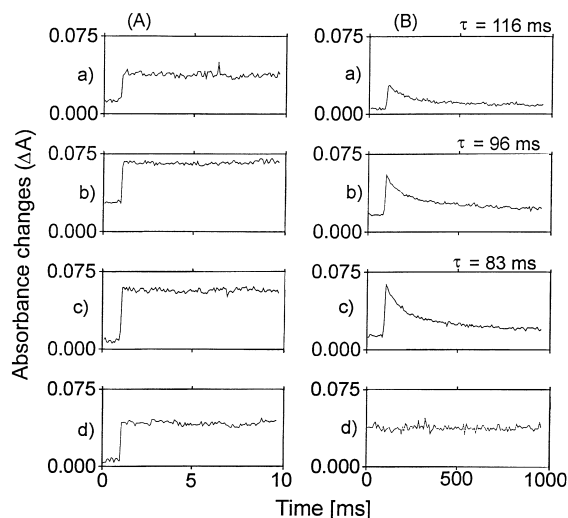 (A) (B) τ = 116 ms
0.075 0.075
a) a)
0.000 0.000
τ = 96 ms
0.075 0.075
b) b)
0.000 0.000
τ = 83 ms
0.075 0.075
c) c)
0.000 0.000
0.075 0.075
d) d)
0.000 0.000
0 5 10 0 500 1000
Time [ms]
Absorbance changes (ΔA)